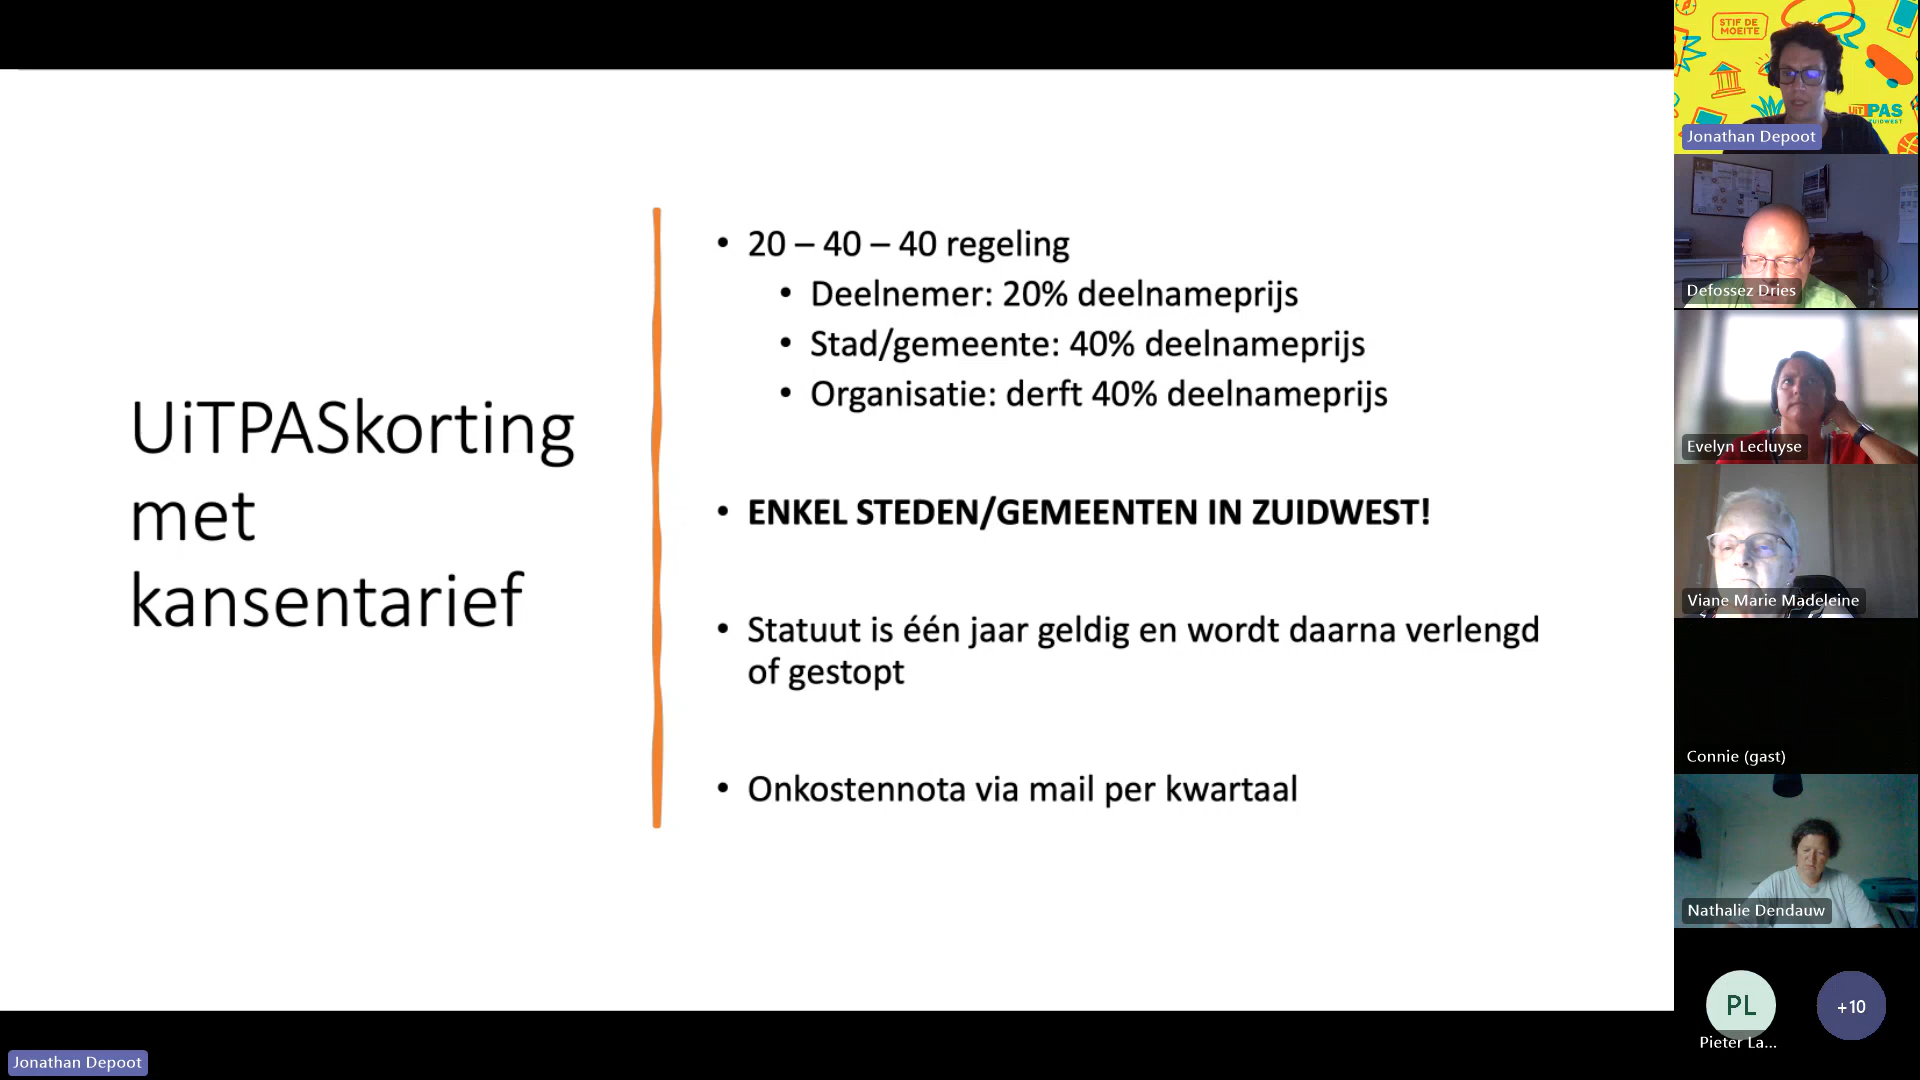 UiTPASkorting
met
kansentarief
• 20 – 40 – 40 regeling
• Deelnemer: 20% deelnameprijs
• Stad/gemeente: 40% deelnameprijs
• Organisatie: derft 40% deelnameprijs
• ENKEL STEDEN/GEMEENTEN IN ZUIDWEST!
• Statuut is één jaar geldig en wordt daarna verlengd
of gestopt
• Onkostennota via mail per kwartaal
STIF DE
MOEITE
UiTPAS
ZUIDWEST
Jonathan Depoot
Defossez Dries
Evelyn Lecluyse
Viane Marie Madeleine
Connie (gast)
Nathalie Dendauw
PL
+10
Pieter La...
Jonathan Depoot